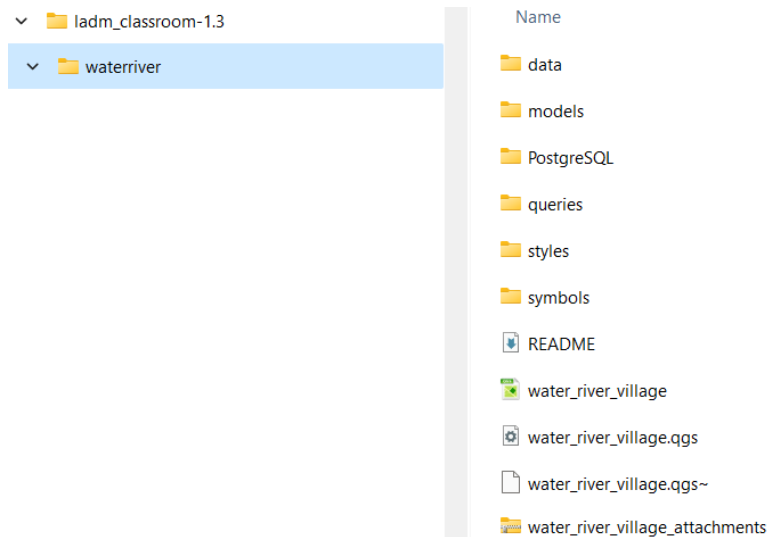 ladm_classroom-1.3
waterriver
Name
data
models
PostgreSQL
queries
styles
symbols
README
water_river_village
water_river_village.qgs
water_river_village.qgs~
water_river_village_attachments